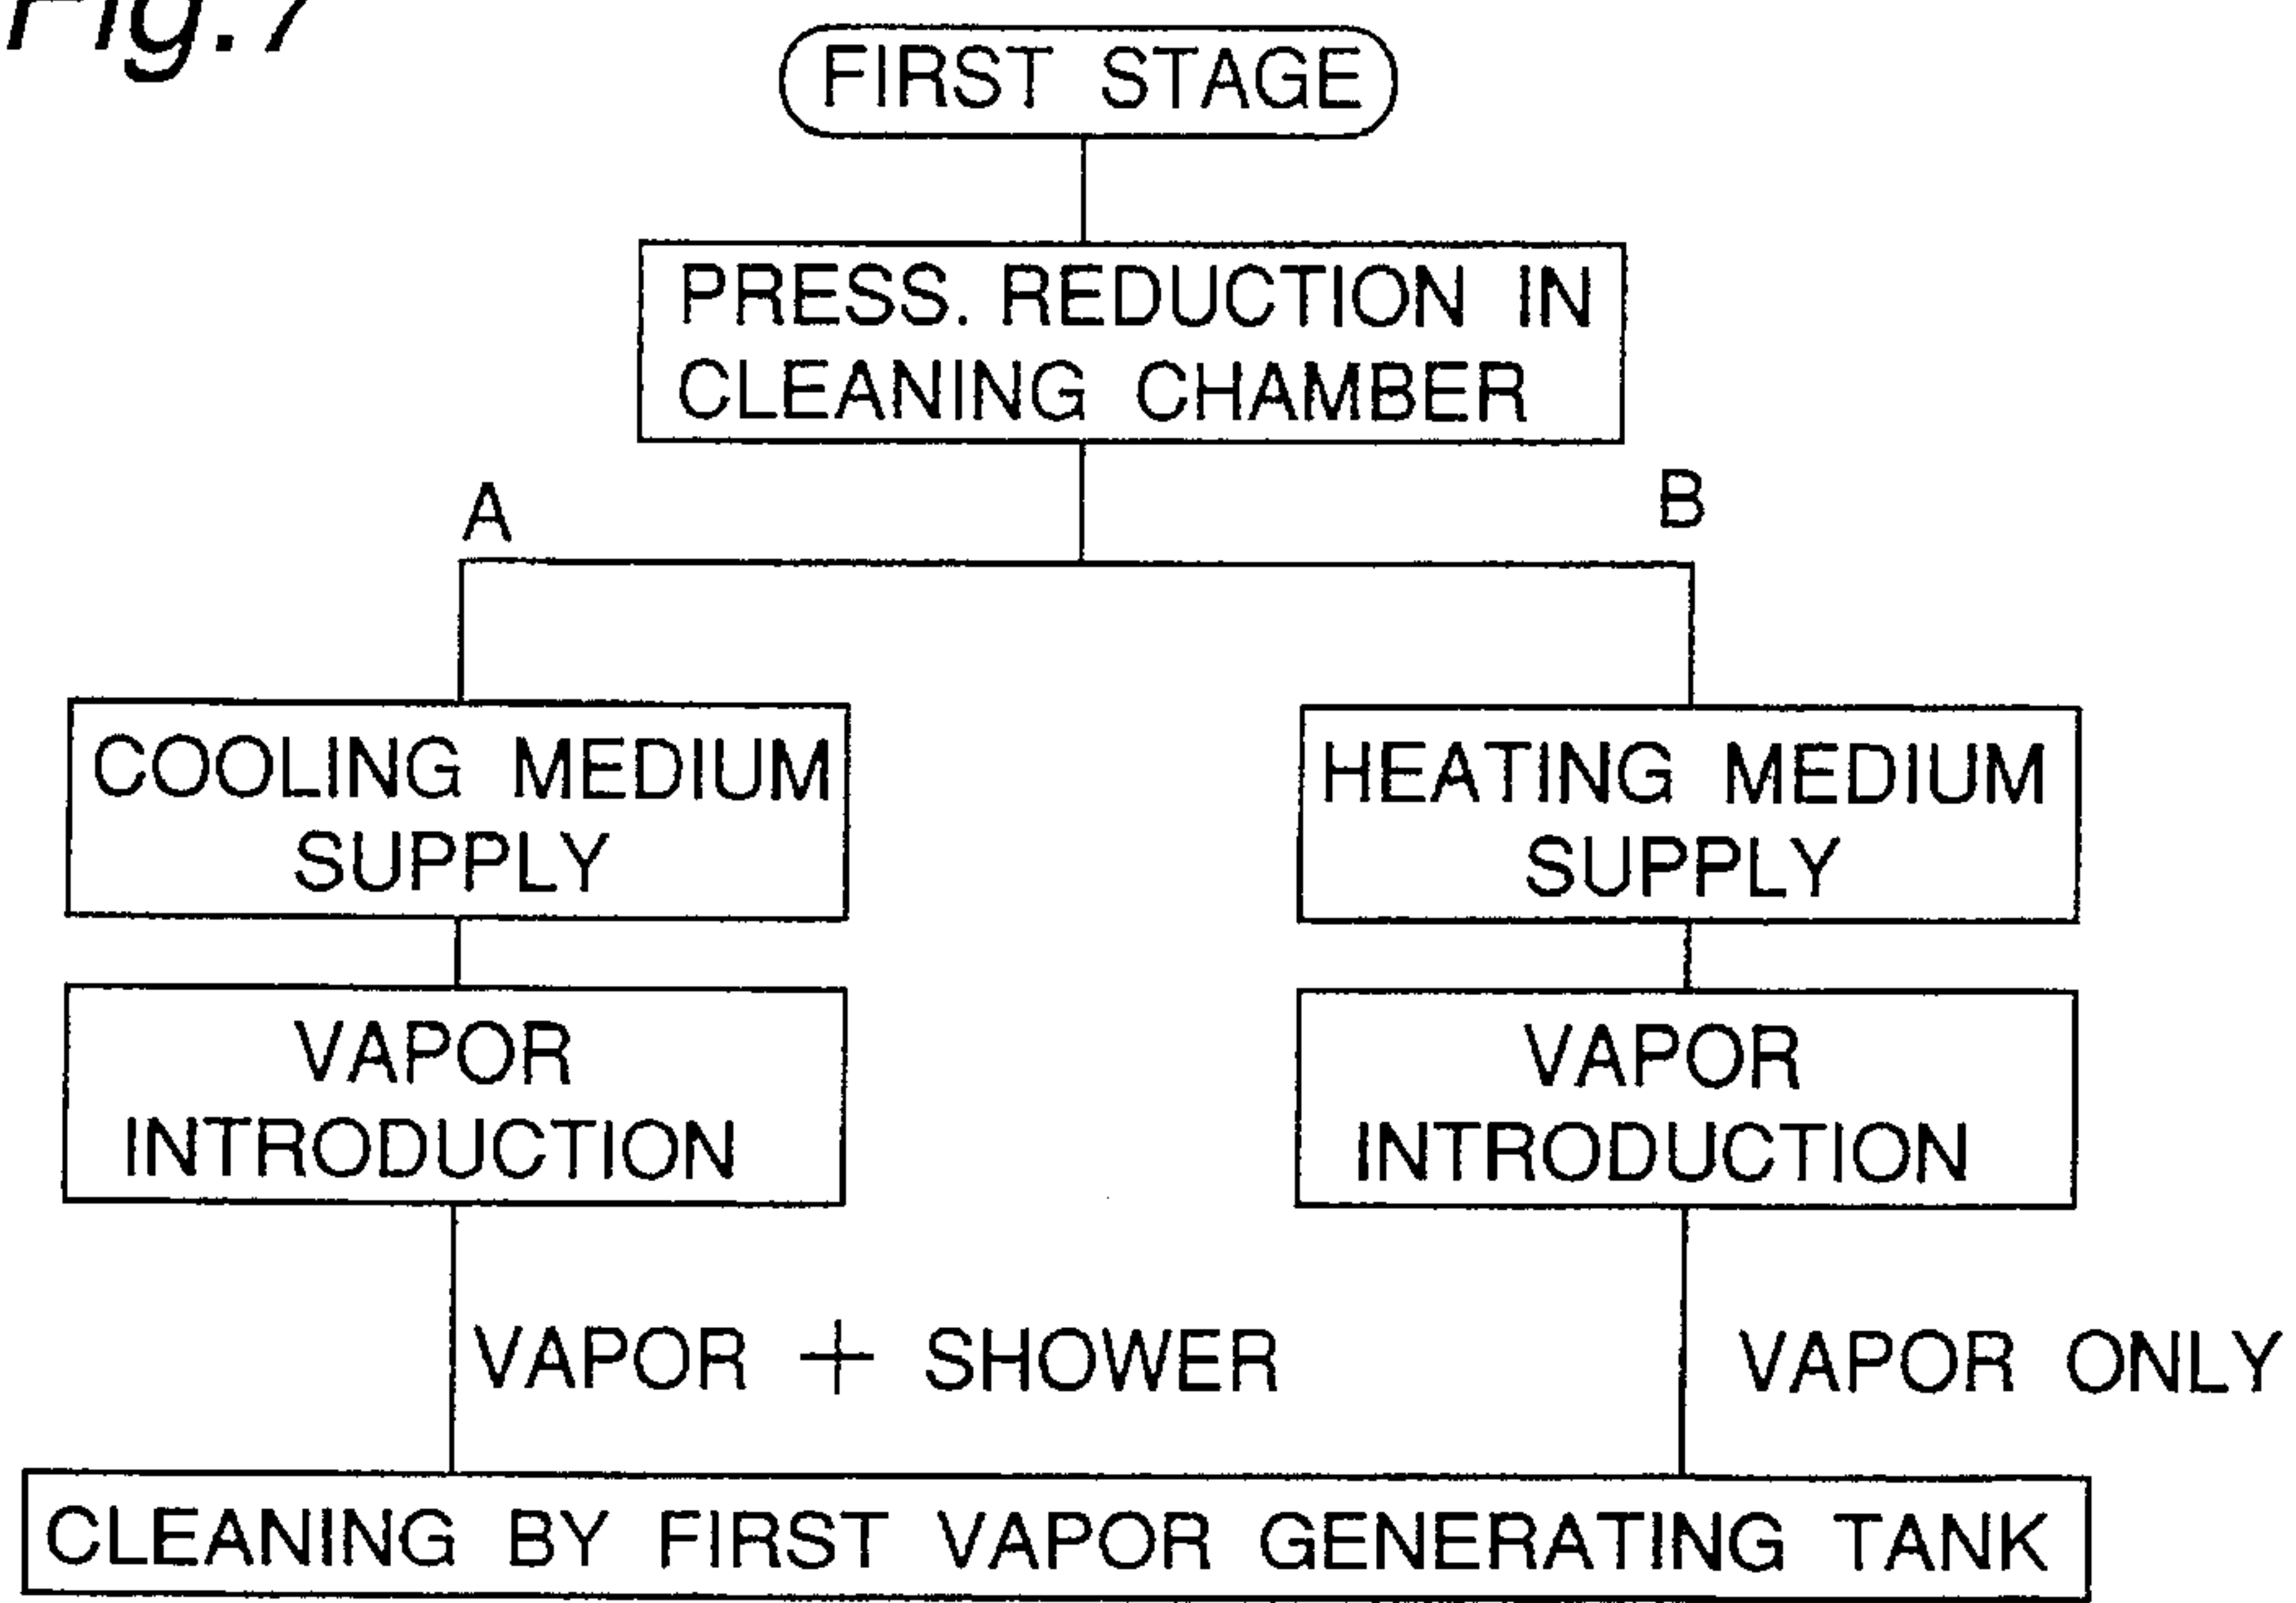 Fig.7
FIRST STAGE
PRESS. REDUCTION IN
CLEANING CHAMBER
A
B
COOLING MEDIUM
SUPPLY
HEATING MEDIUM
SUPPLY
VAPOR
INTRODUCTION
VAPOR
INTRODUCTION
VAPOR + SHOWER
VAPOR ONLY
CLEANING BY FIRST VAPOR GENERATING TANK